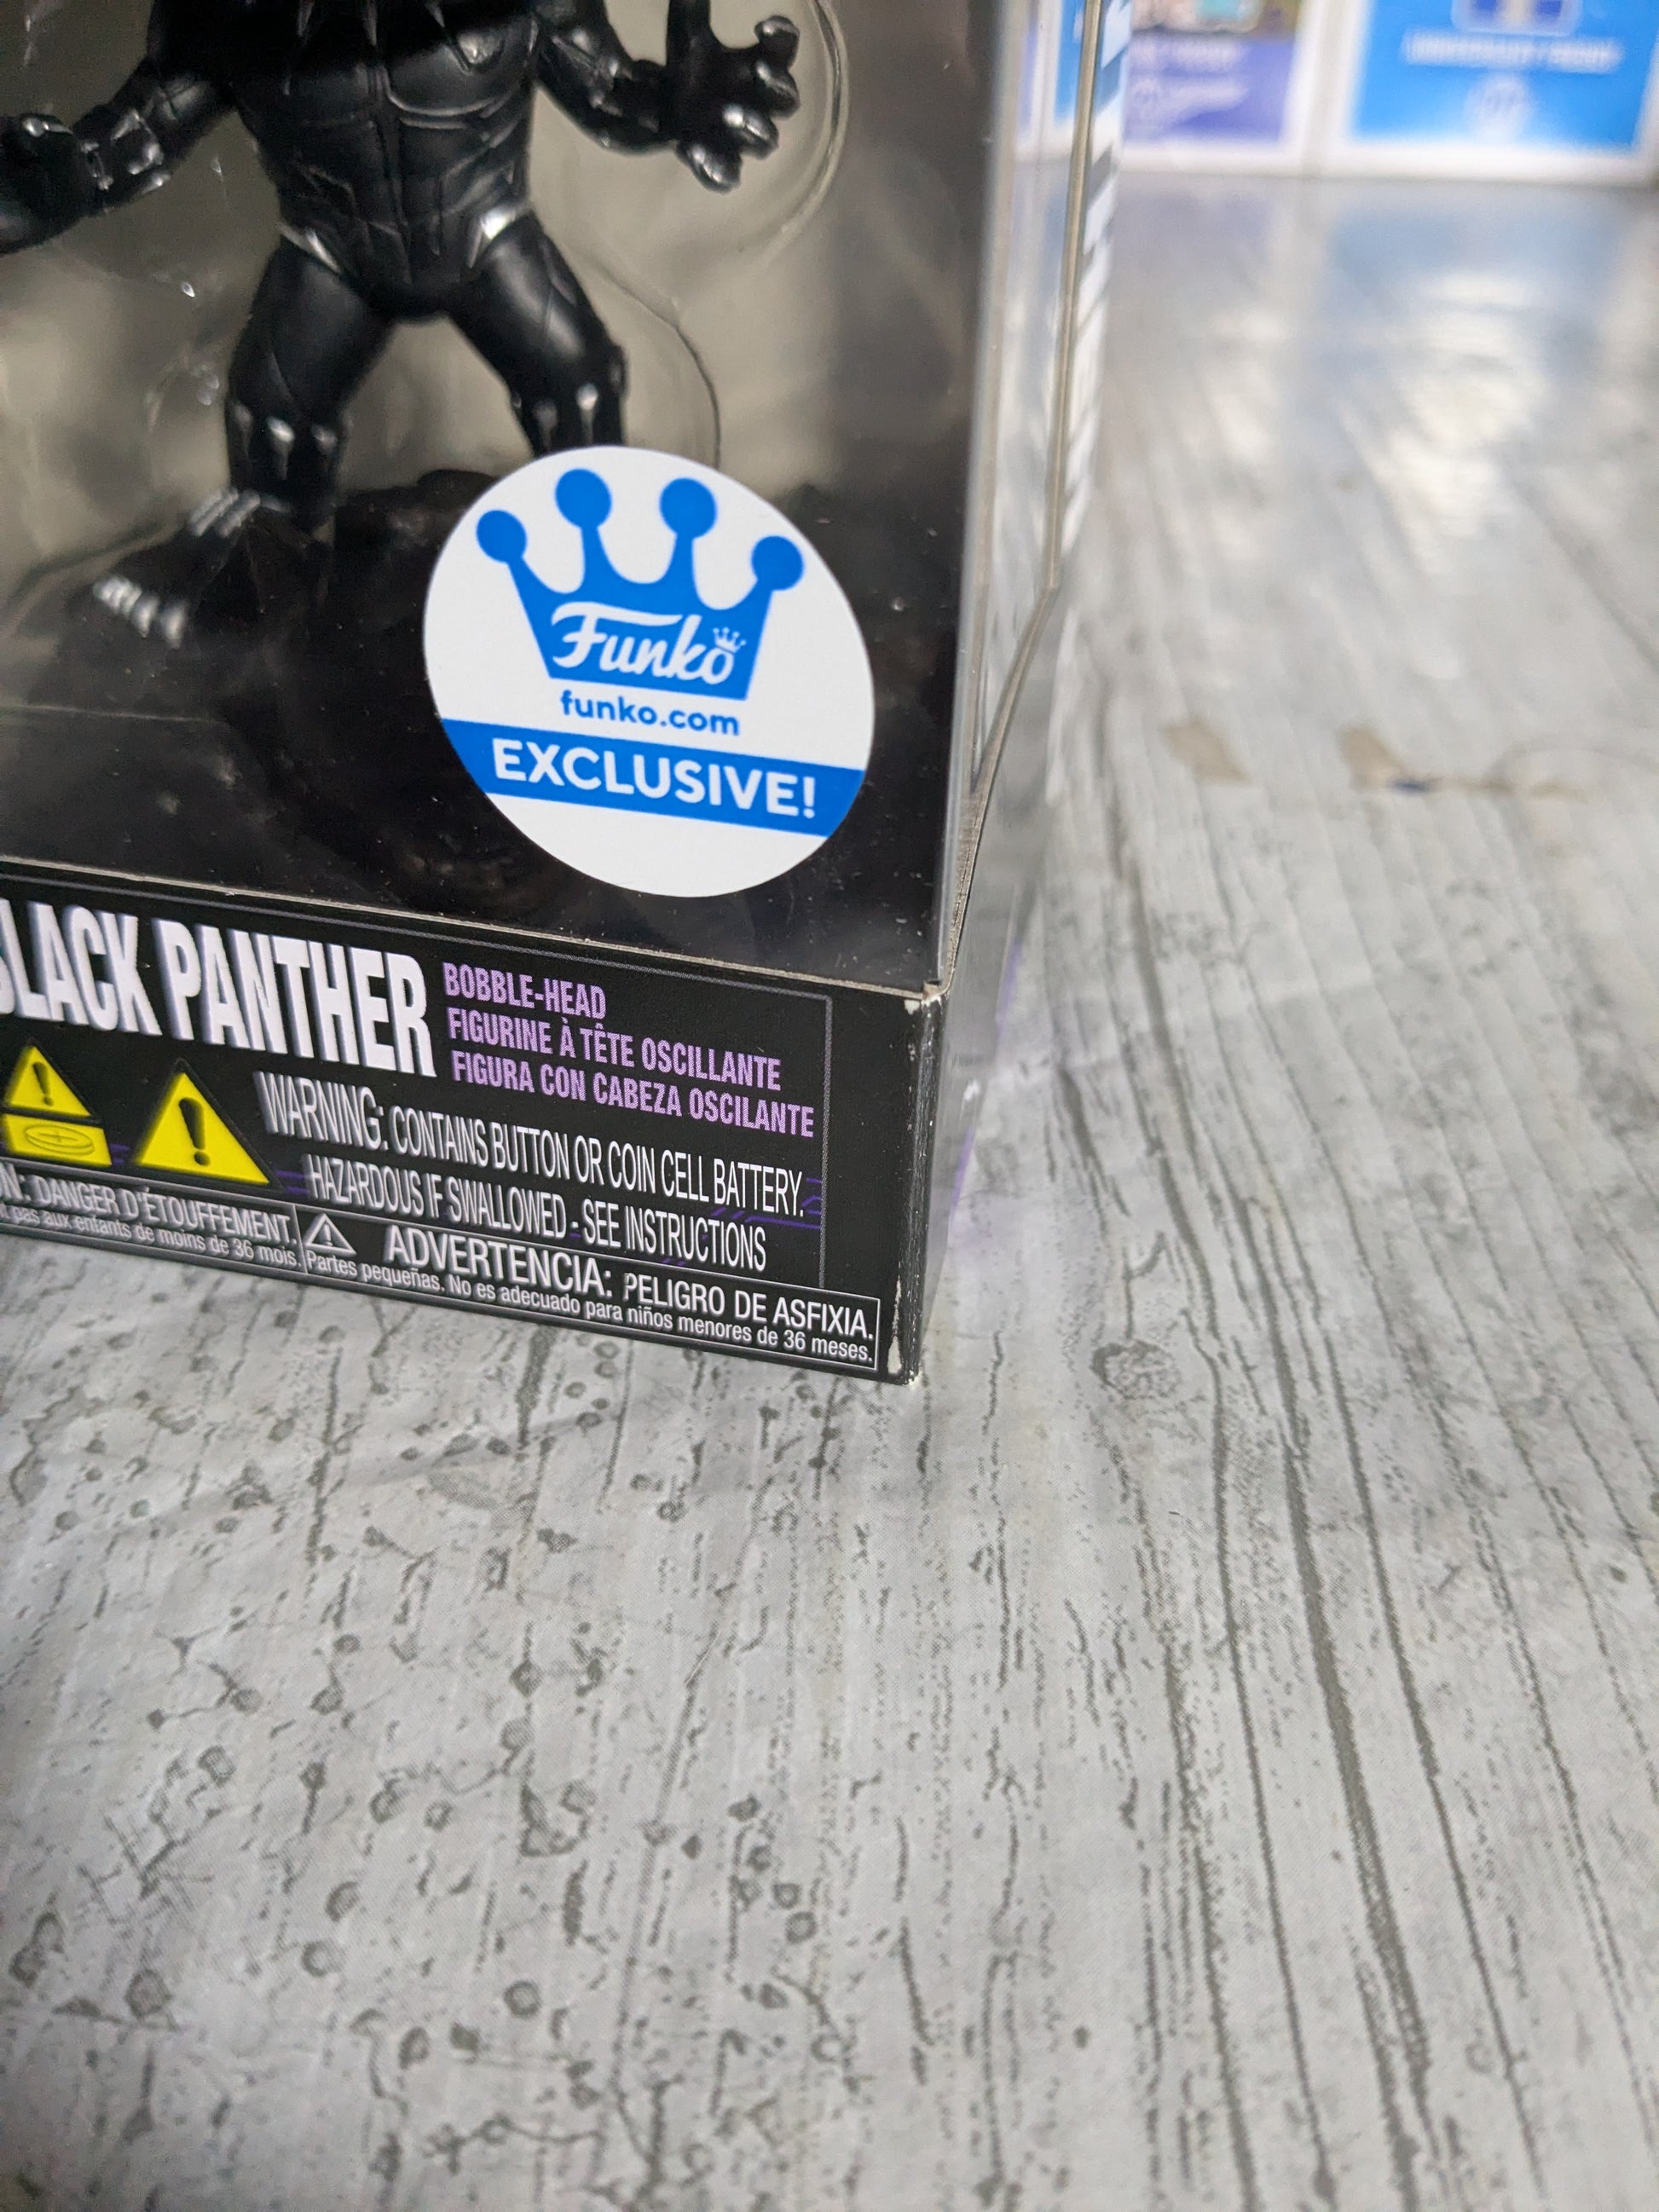 Funko
funko.com
EXCLUSIVE!
BLACK PANTHER
BOBBLE-HEAD
FIGURINE À TÊTE OSCILLANTE
FIGURA CON CABEZA OSCILANTE
WARNING: CONTAINS BUTTON OR COIN CELL BATTERY.
HAZARDOUS IF SWALLOWED - SEE INSTRUCTIONS
N: DANGER D'ÉTOUFFEMENT.
pas aux enfants de moins de 36 mois.
ADVERTENCIA: PELIGRO DE ASFIXIA.
Partes pequeñas. No es adecuado para niños menores de 36 meses.